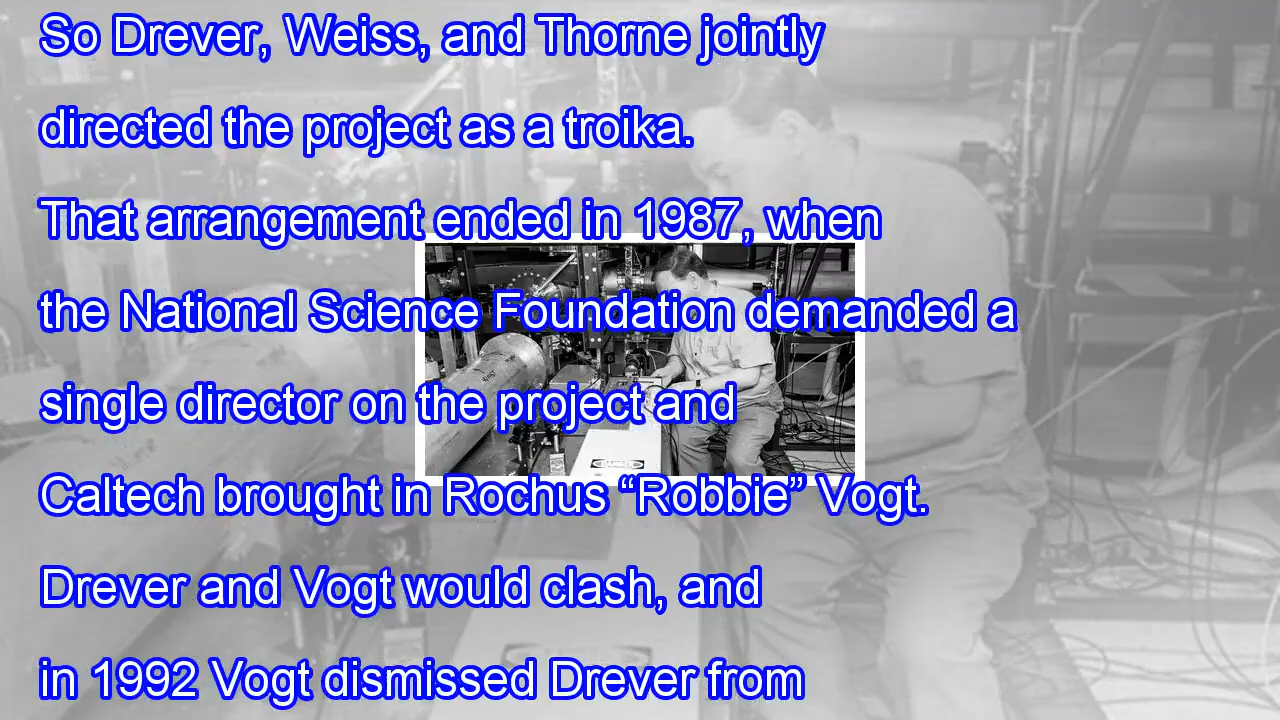 So Drever, Weiss, and Thorne jointly
directed the project as a troika.
That arrangement ended in 1987, when
the National Science Foundation demanded a
single director on the project and
Caltech brought in Rochus “Robbie” Vogt.
Drever and Vogt would clash, and
in 1992 Vogt dismissed Drever from